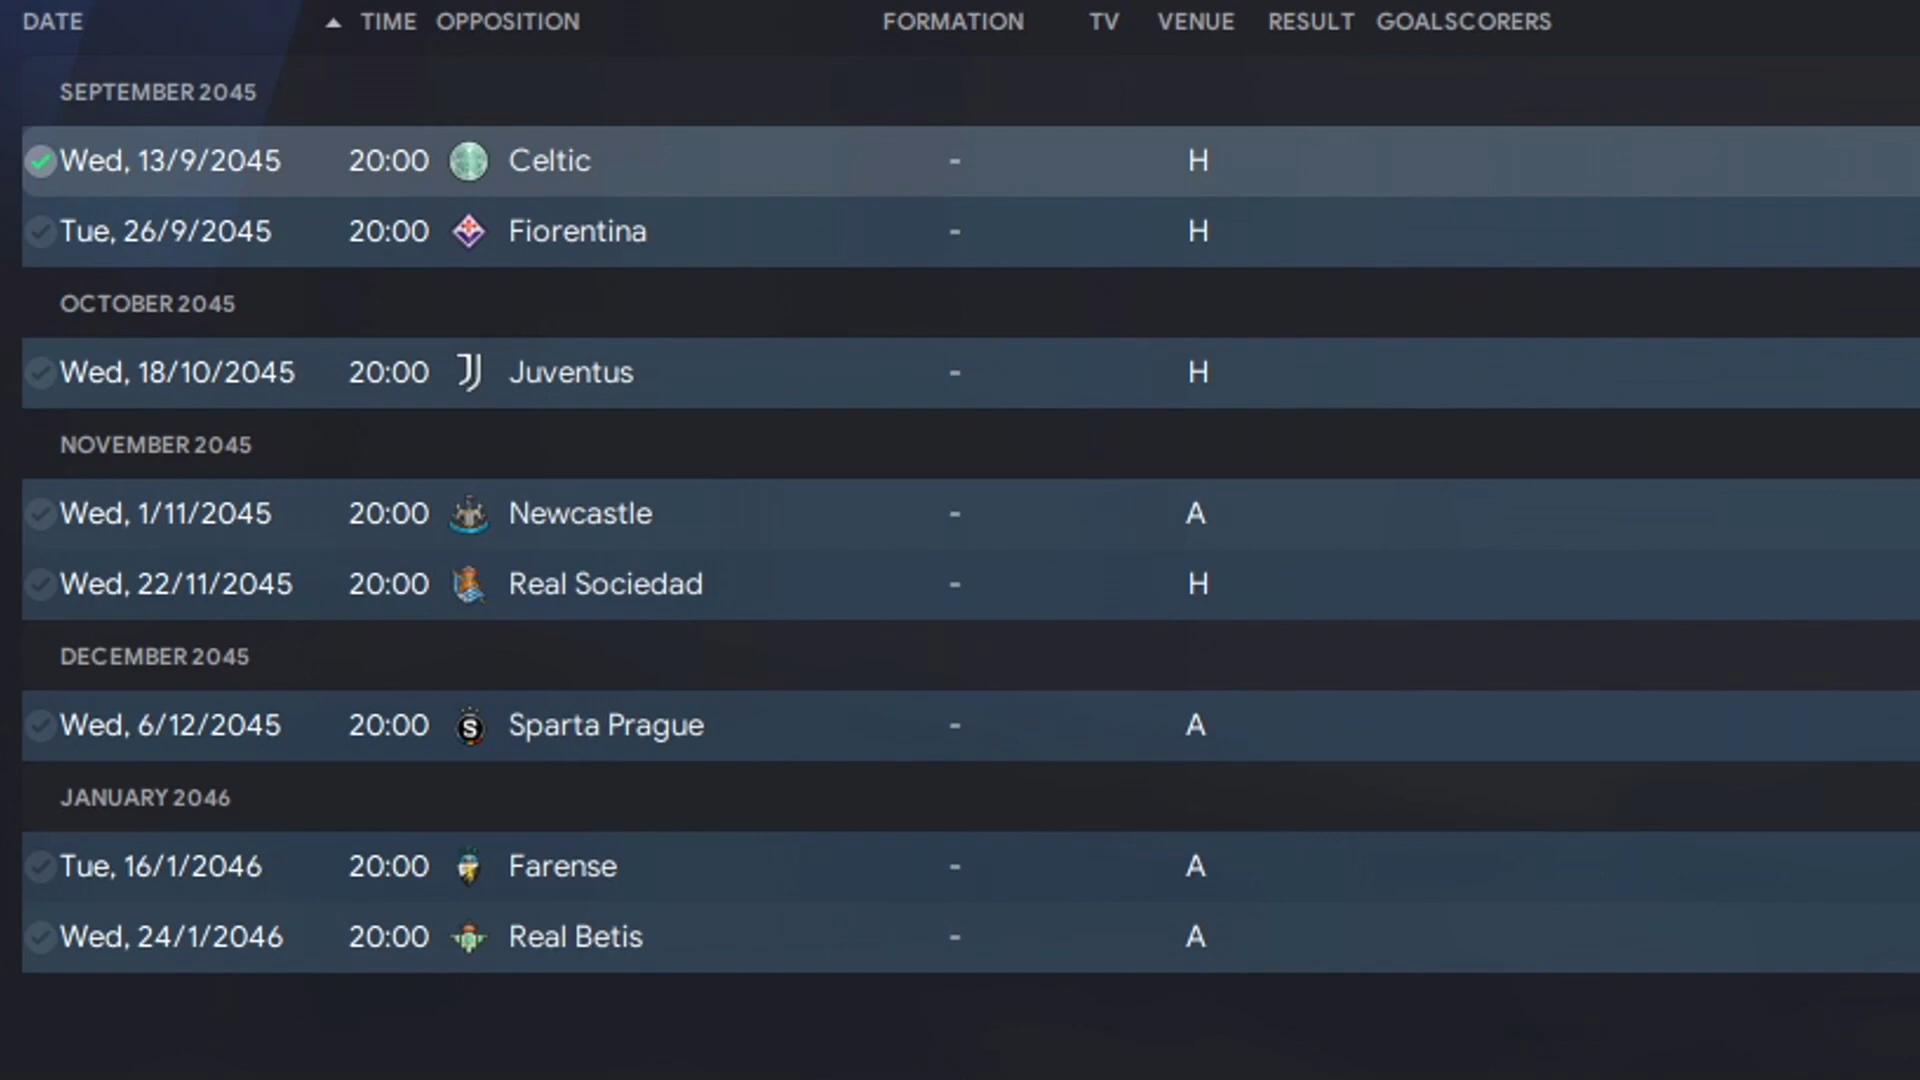 DATE TIME OPPOSITION FORMATION TV VENUE RESULT GOALSCORERS
SEPTEMBER 2045
Wed, 13/9/2045 20:00 Celtic - H
Tue, 26/9/2045 20:00 Fiorentina - H
OCTOBER 2045
Wed, 18/10/2045 20:00 Juventus - H
NOVEMBER 2045
Wed, 1/11/2045 20:00 Newcastle - A
Wed, 22/11/2045 20:00 Real Sociedad - H
DECEMBER 2045
Wed, 6/12/2045 20:00 S Sparta Prague - A
JANUARY 2046
Tue, 16/1/2046 20:00 Farense - A
Wed, 24/1/2046 20:00 Real Betis - A